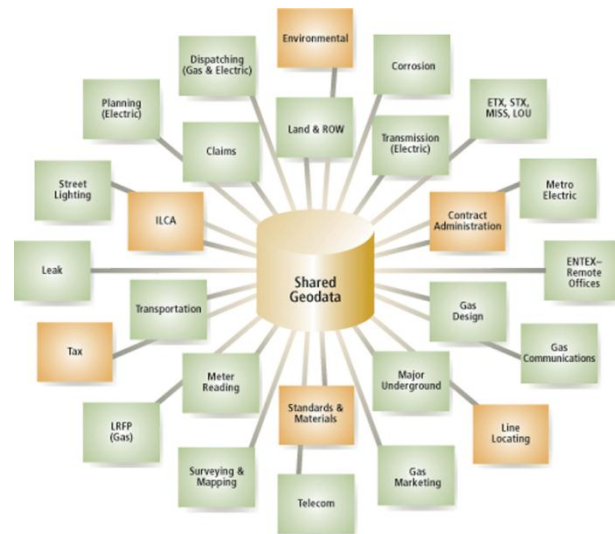 Environmental
Dispatching
(Gas & Electric)
Corrosion
Planning
(Electric)
Land & ROW
ETX, STX,
MISS, LOU
Claims
Transmission
(Electric)
Street
Lighting
ILCA
Contract
Administration
Metro
Electric
Leak
Shared
Geodata
ENTEX–
Remote
Offices
Transportation
Gas
Design
Tax
Gas
Communications
Meter
Reading
Major
Underground
Standards &
Materials
LRFP
(Gas)
Line
Locating
Surveying &
Mapping
Gas
Marketing
Telecom